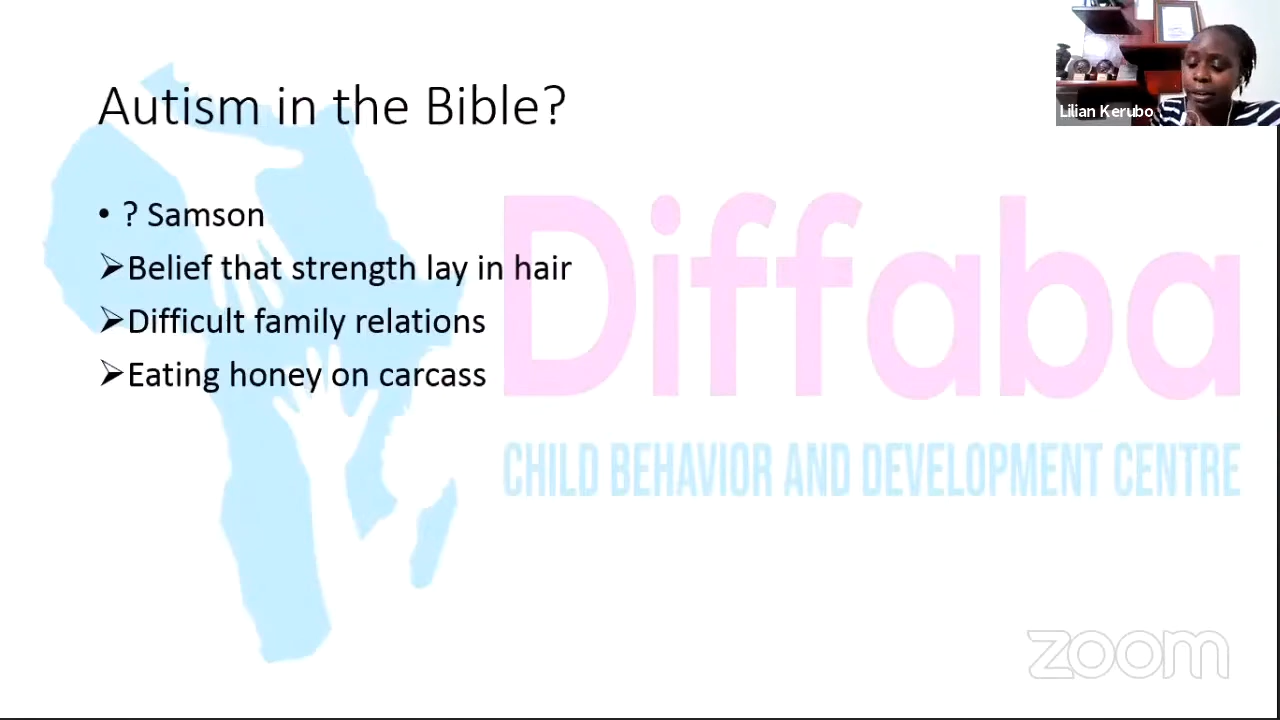 Autism in the Bible?
Lilian Kerubo
• ? Samson
➢Belief that strength lay in hair
➢Difficult family relations
➢Eating honey on carcass
Diffaba
CHILD BEHAVIOR AND DEVELOPMENT CENTRE
zoom